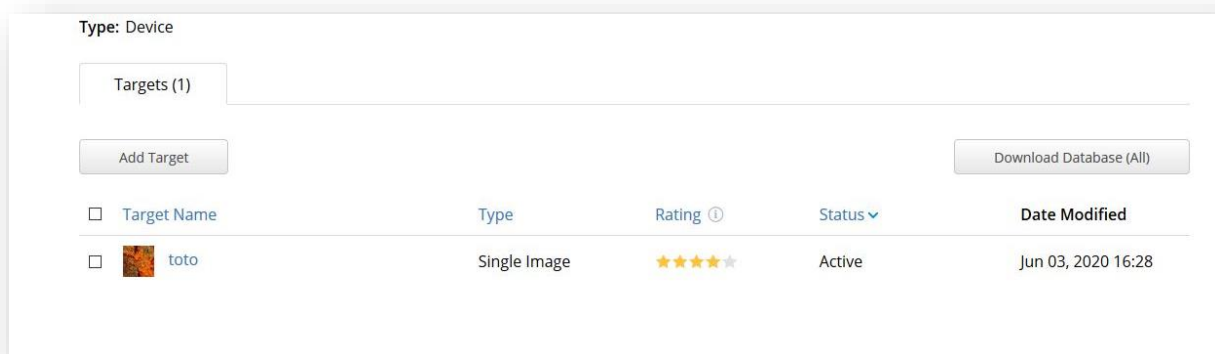 Type: Device
Targets (1)
Add Target
Download Database (All)
Target Name Type Rating Status Date Modified
toto Single Image Active Jun 03, 2020 16:28